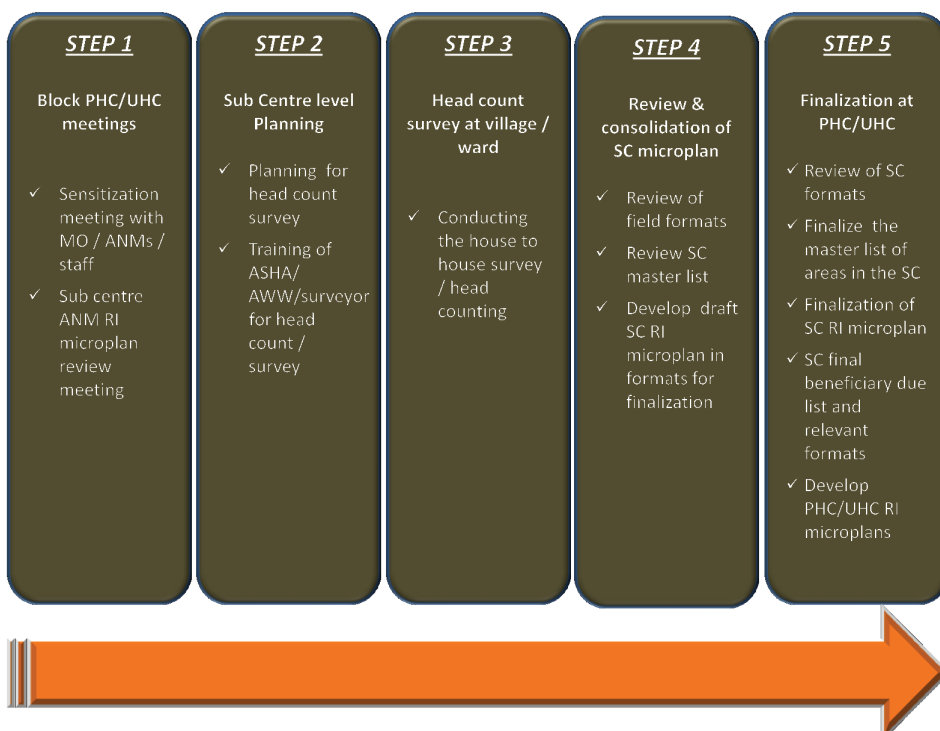 STEP 1
Block PHC/UHC
meetings
✓ Sensitization
meeting with
MO / ANMs /
staff
✓ Sub centre
ANM RI
microplan
review
meeting
STEP 2
Sub Centre level
Planning
✓ Planning for
head count
survey
✓ Training of
ASHA/
AWW/surveyor
for head
count /
survey
STEP 3
Head count
survey at village /
ward
✓ Conducting
the house to
house survey
/ head
counting
STEP 4
Review &
consolidation of
SC microplan
✓ Review of
field formats
✓ Review SC
master list
✓ Develop draft
SC RI
microplan in
formats for
finalization
STEP 5
Finalization at
PHC/UHC
✓ Review of SC
formats
✓ Finalize the
master list of
areas in the SC
✓ Finalization of
SC RI microplan
✓ SC final
beneficiary due
list and
relevant
formats
✓ Develop
PHC/UHC RI
microplans